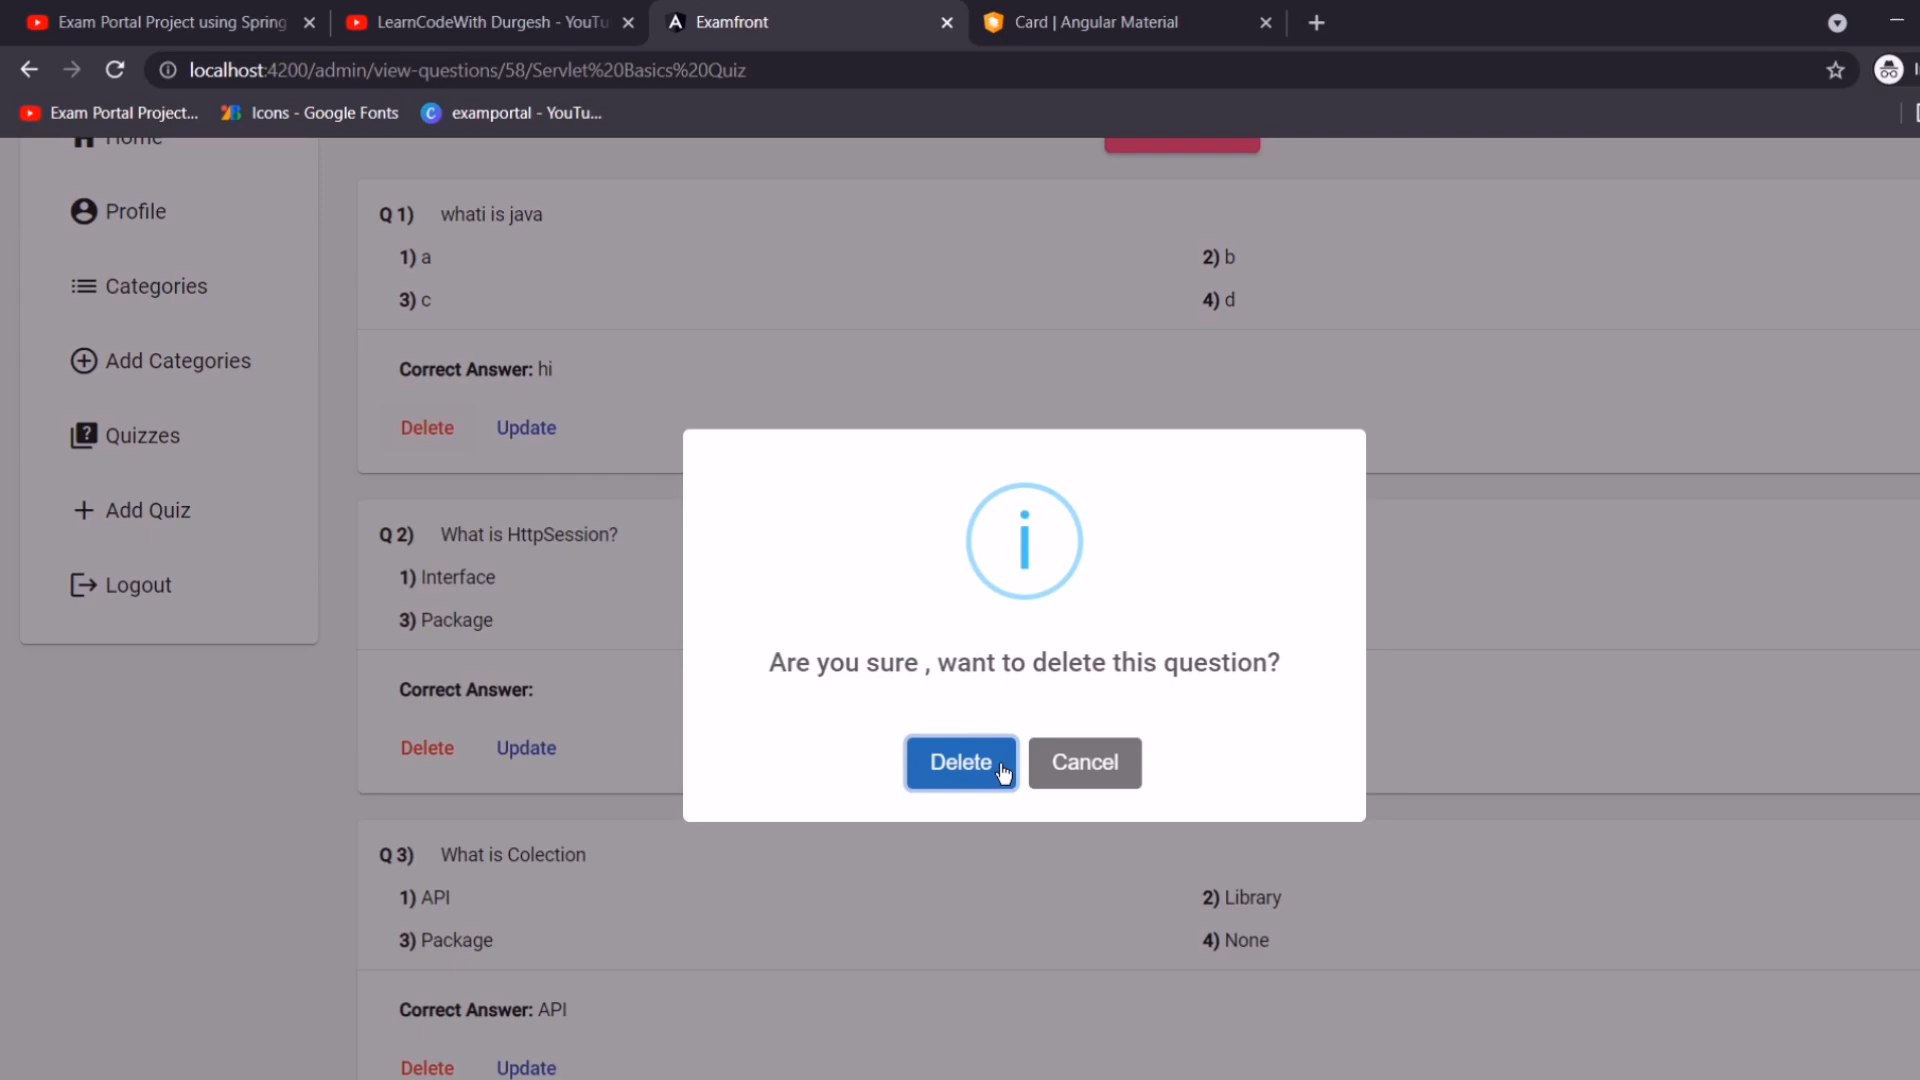 Exam Portal Project using Spring
LearnCodeWith Durgesh - YouTu
Examfront
Card | Angular Material
localhost:4200/admin/view-questions/58/Servlet%20Basics%20Quiz
Exam Portal Project...
Icons - Google Fonts
examportal - YouTu...
Home
Profile
Categories
Add Categories
Quizzes
Add Quiz
Logout
Q 1) whati is java
1) a
2) b
3) c
4) d
Correct Answer: hi
Delete Update
Q 2) What is HttpSession?
1) Interface
3) Package
Correct Answer:
Delete Update
Are you sure , want to delete this question?
Delete Cancel
Q 3) What is Colection
1) API
2) Library
3) Package
4) None
Correct Answer: API
Delete Update